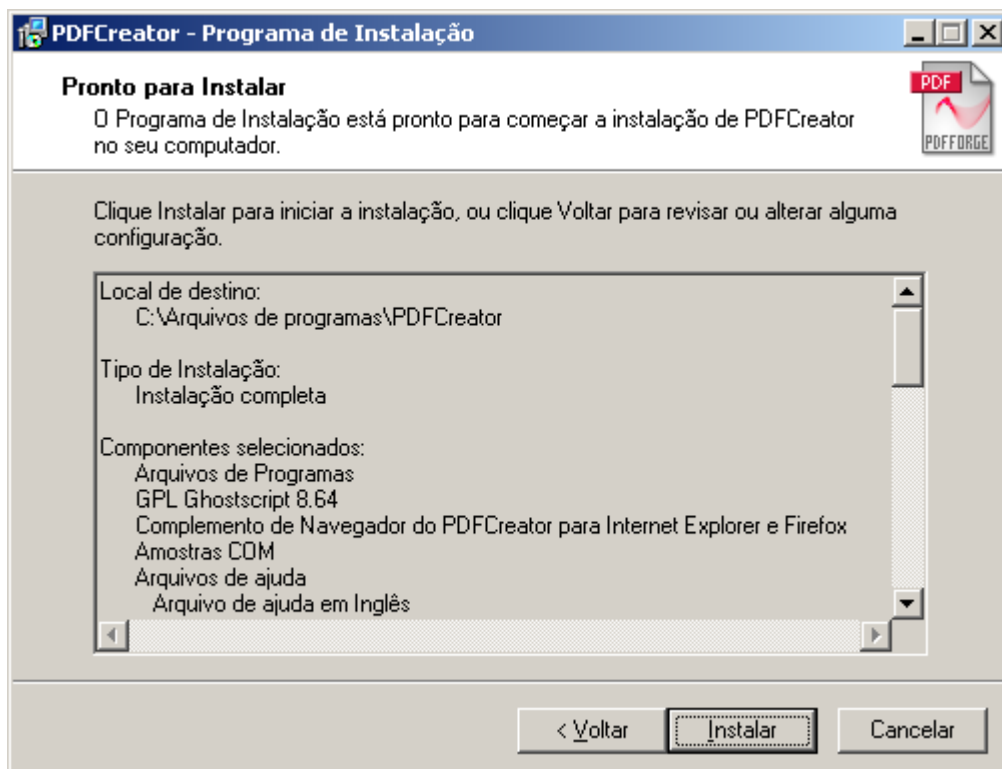 PDFCreator - Programa de Instalação
Pronto para Instalar
O Programa de Instalação está pronto para começar a instalação de PDFCreator
no seu computador.
PDF
PDFFORGE
Clique Instalar para iniciar a instalação, ou clique Voltar para revisar ou alterar alguma
configuração.
Local de destino:
C:\Arquivos de programas\PDFCreator
Tipo de Instalação:
Instalação completa
Componentes selecionados:
Arquivos de Programas
GPL Ghostscript 8.64
Complemento de Navegador do PDFCreator para Internet Explorer e Firefox
Amostras COM
Arquivos de ajuda
Arquivo de ajuda em Inglês
< Voltar
Instalar
Cancelar